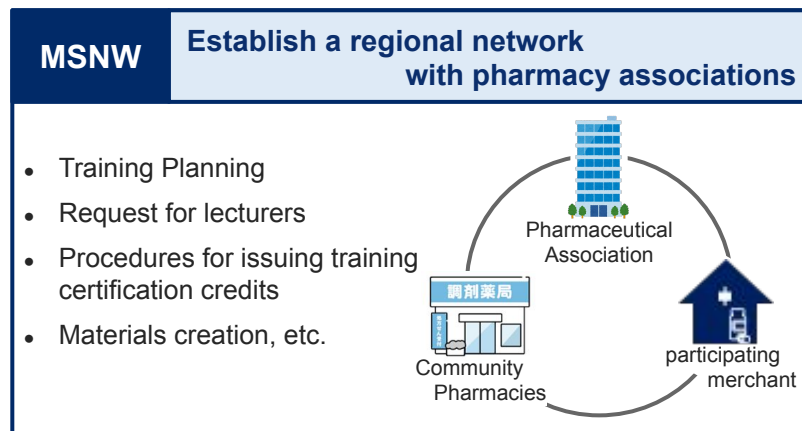 MSNW
Establish a regional network
with pharmacy associations
● Training Planning
● Request for lecturers
● Procedures for issuing training
certification credits
● Materials creation, etc.
Pharmaceutical
Association
調剤薬局
Community
Pharmacies
participating
merchant